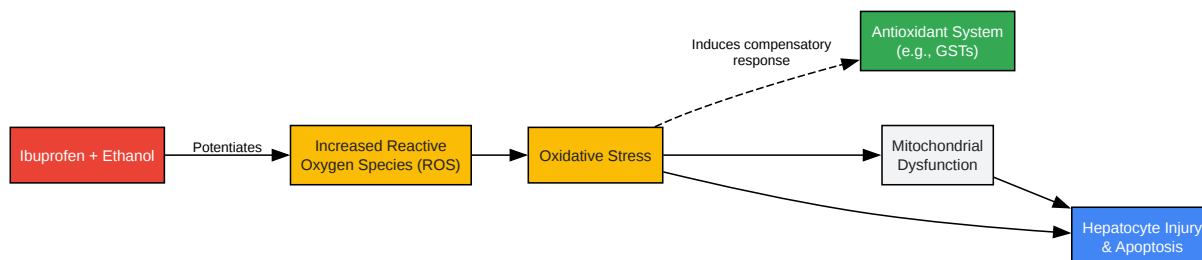 Ibuprofen + Ethanol
Potentiates
Increased Reactive
Oxygen Species (ROS)
Oxidative Stress
Induces compensatory
response
Antioxidant System
(e.g., GSTs)
Mitochondrial
Dysfunction
Hepatocyte Injury
& Apoptosis